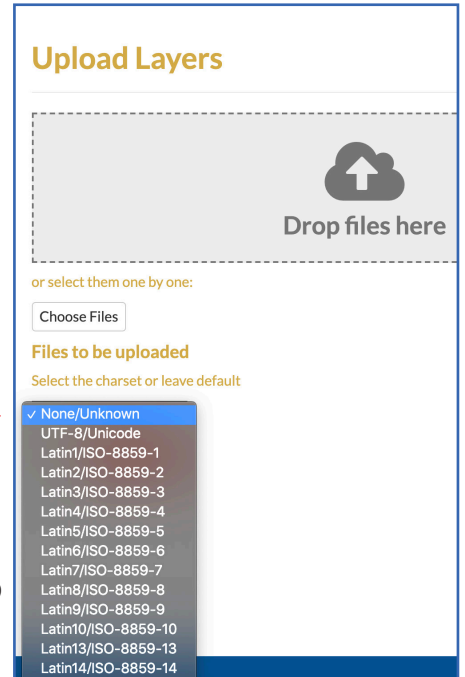 Upload Layers
Drop files here
or select them one by one:
Choose Files
Files to be uploaded
Select the charset or leave default
✓ None/Unknown
UTF-8/Unicode
Latin1/ISO-8859-1
Latin2/ISO-8859-2
Latin3/ISO-8859-3
Latin4/ISO-8859-4
Latin5/ISO-8859-5
Latin6/ISO-8859-6
Latin7/ISO-8859-7
Latin8/ISO-8859-8
Latin9/ISO-8859-9
Latin10/ISO-8859-10
Latin13/ISO-8859-13
Latin14/ISO-8859-14